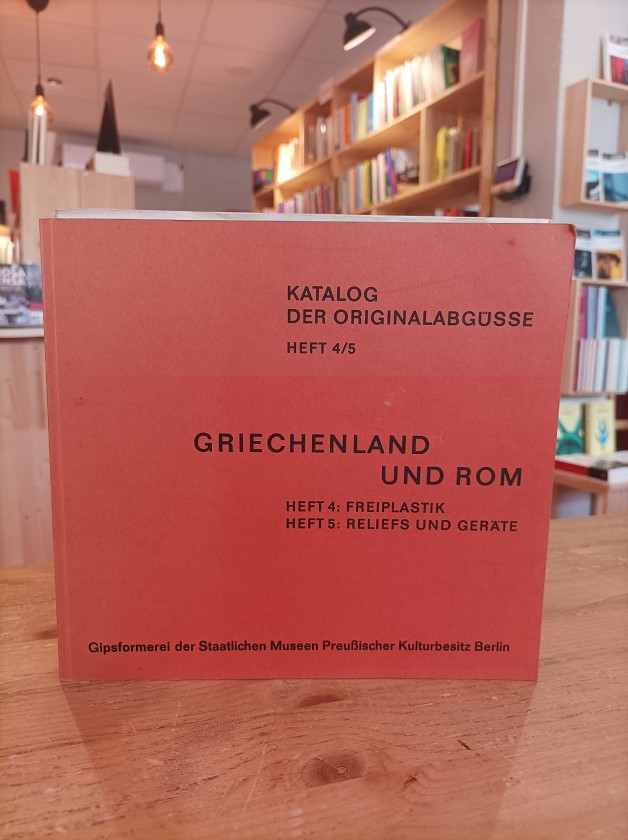 KATALOG
DER ORIGINALABGÜSSE
HEFT 4/5
GRIECHENLAND
UND ROM
HEFT 4: FREIPLASTIK
HEFT 5: RELIEFS UND GERÄTE
Gipsformerei der Staatlichen Museen Preußischer Kulturbesitz Berlin